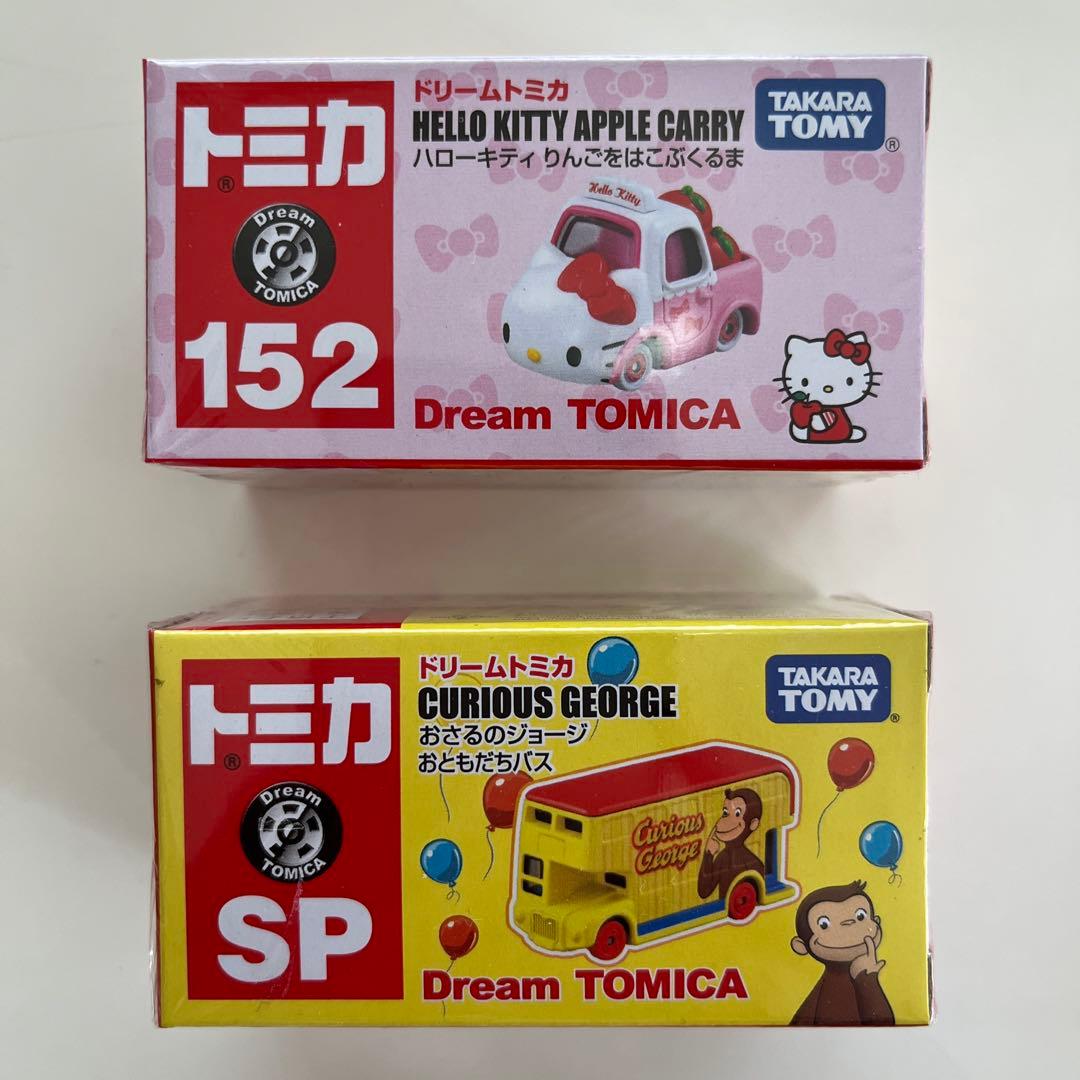 トミカ
®
Dream
TOMICA
152
ドリームトミカ
HELLO KITTY APPLE CARRY
ハローキティ りんごをはこぶくるま
TAKARA
TOMY
®
Hello Kitty
Dream TOMICA
トミカ
®
Dream
TOMICA
SP
ドリームトミカ
CURIOUS GEORGE
おさるのジョージ
おともだちバス
TAKARA
TOMY
®
Curious
George
Dream TOMICA